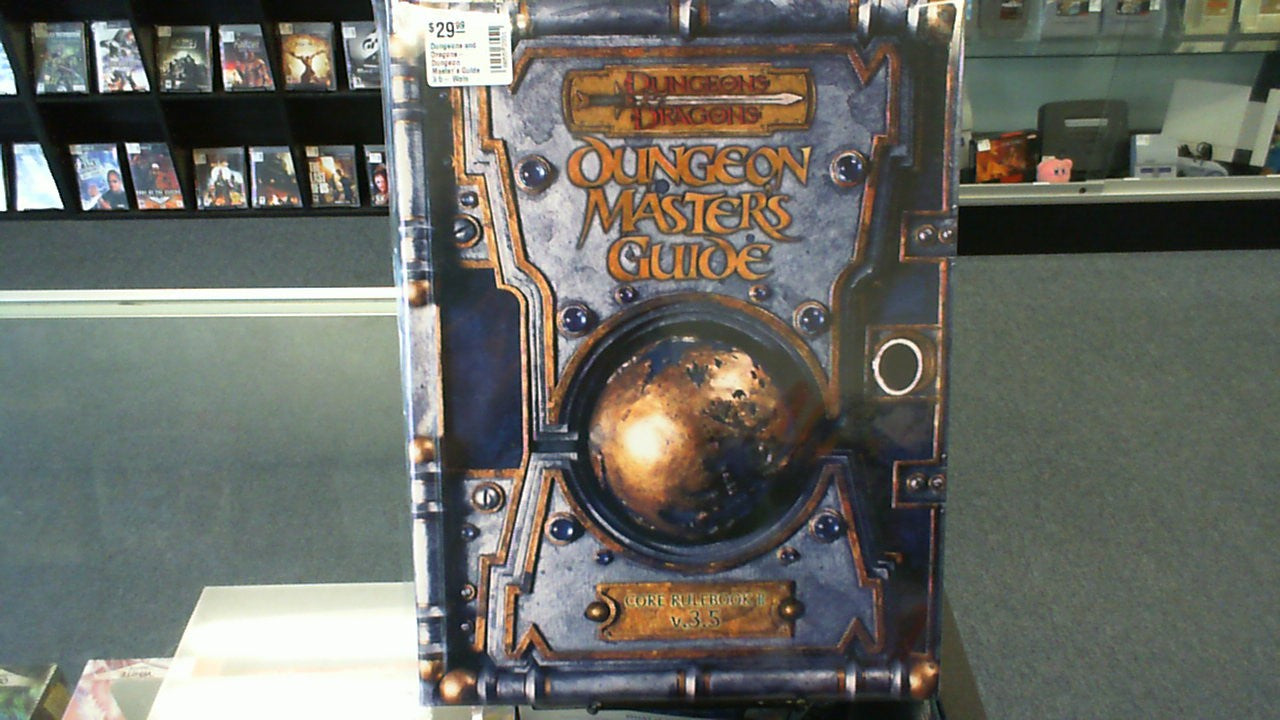 $29.99
Dungeons and
Dragons
Dungeon
Master's Guide
DUNGEONS
DRAGONS
DUNGEON
MASTER'S
GUIDE
CORE RULEBOOK II
v.3.5